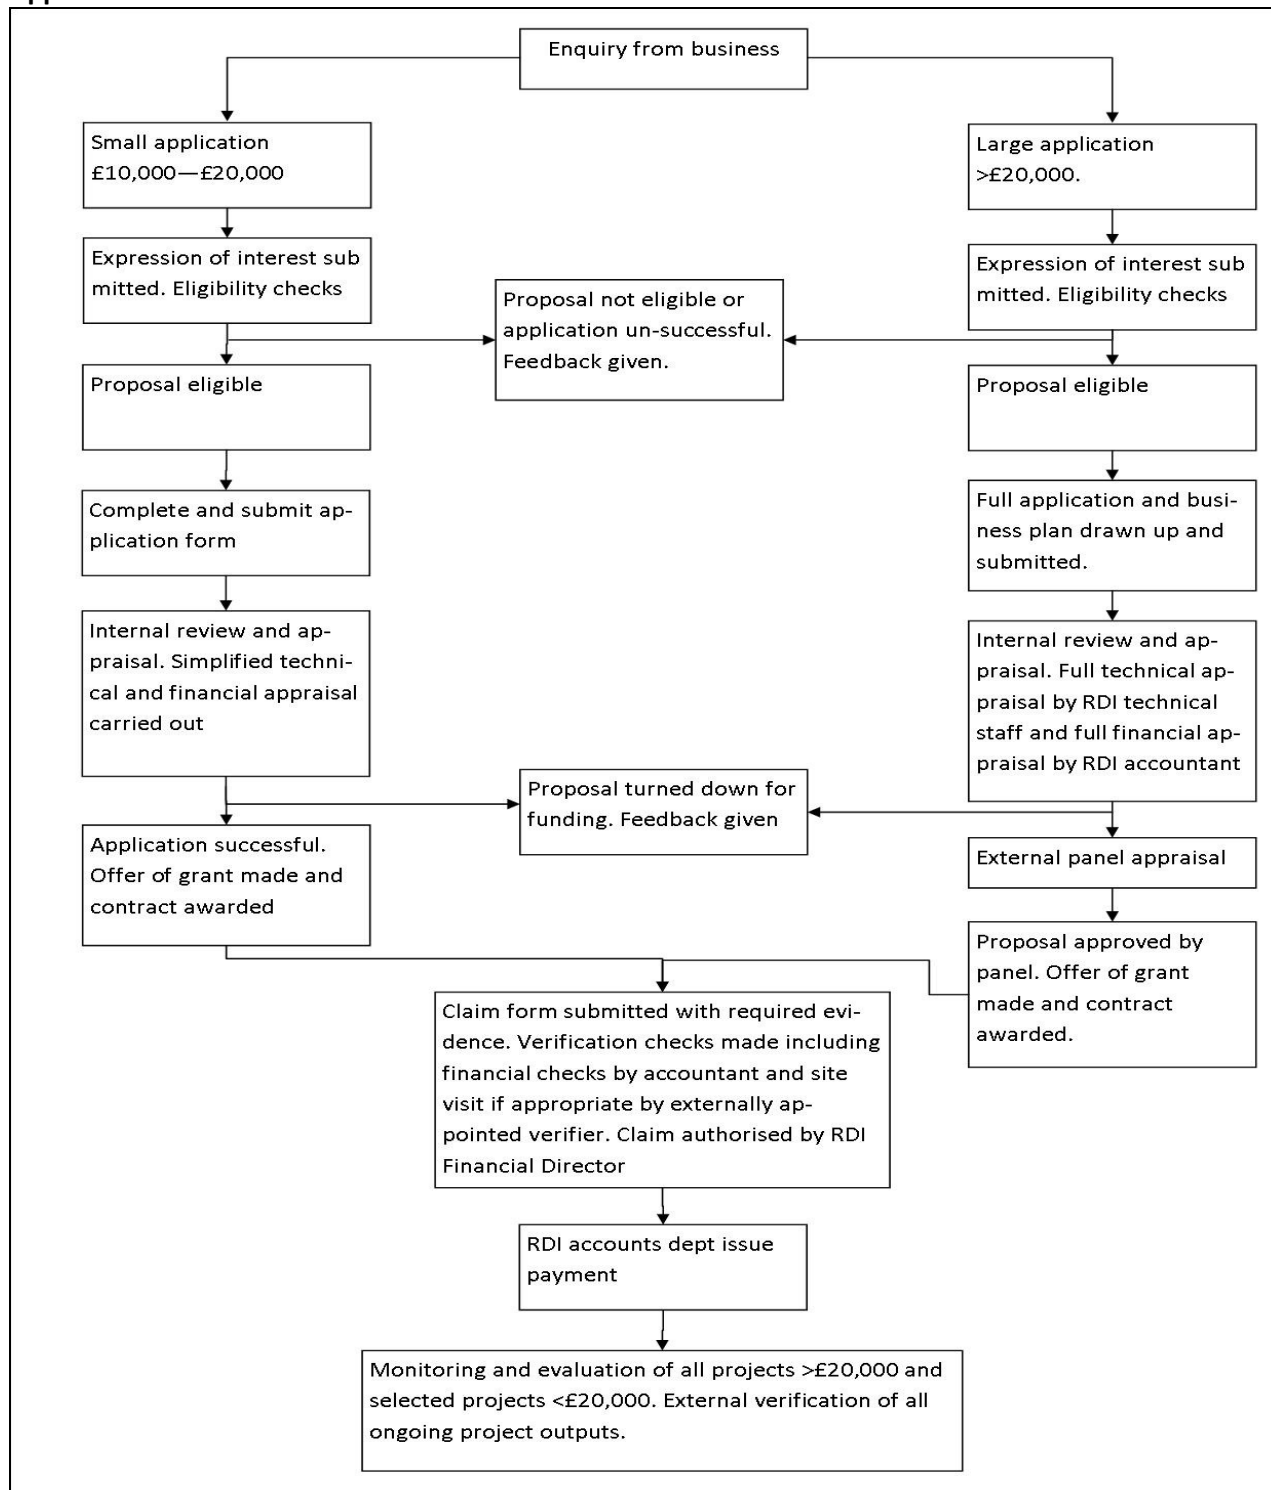 Enquiry from business
Small application
£10,000—£20,000
Large application
>£20,000.
Expression of interest sub
mitted. Eligibility checks
Expression of interest sub
mitted. Eligibility checks
Proposal not eligible or
application un-successful.
Feedback given.
Proposal eligible
Proposal eligible
Complete and submit ap-
plication form
Full application and busi-
ness plan drawn up and
submitted.
Internal review and ap-
praisal. Simplified techni-
cal and financial appraisal
carried out
Internal review and ap-
praisal. Full technical ap-
praisal by RDI technical
staff and full financial ap-
praisal by RDI accountant
Proposal turned down for
funding. Feedback given
Application successful.
Offer of grant made and
contract awarded
External panel appraisal
Proposal approved by
panel. Offer of grant
made and contract
awarded.
Claim form submitted with required evi-
dence. Verification checks made including
financial checks by accountant and site
visit if appropriate by externally ap-
pointed verifier. Claim authorised by RDI
Financial Director
RDI accounts dept issue
payment
Monitoring and evaluation of all projects >£20,000 and
selected projects <£20,000. External verification of all
ongoing project outputs.